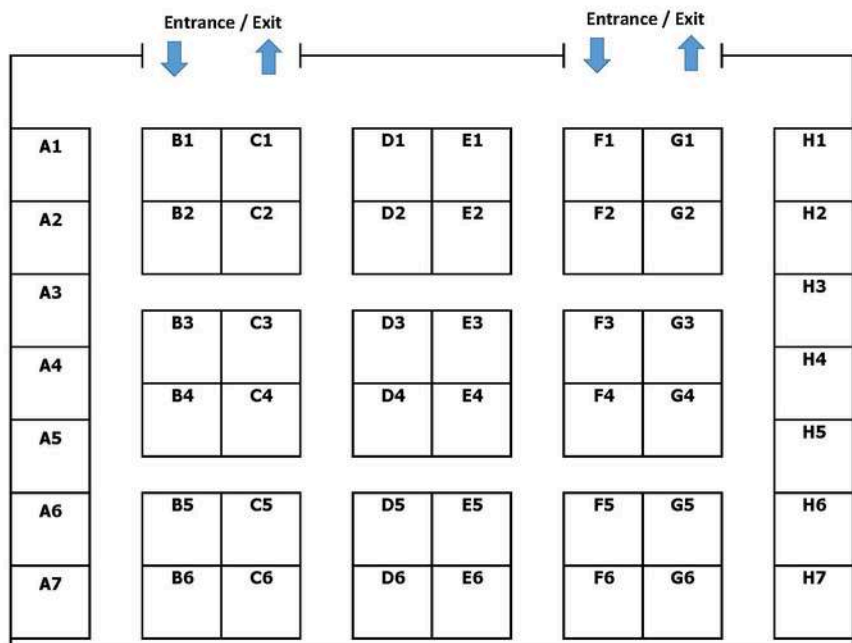 Entrance / Exit Entrance / Exit
A1 B1 C1 D1 E1 F1 G1 H1
A2 B2 C2 D2 E2 F2 G2 H2
A3 B3 C3 D3 E3 F3 G3 H3
A4 B4 C4 D4 E4 F4 G4 H4
A5 H5
A6 B5 C5 D5 E5 F5 G5 H6
A7 B6 C6 D6 E6 F6 G6 H7